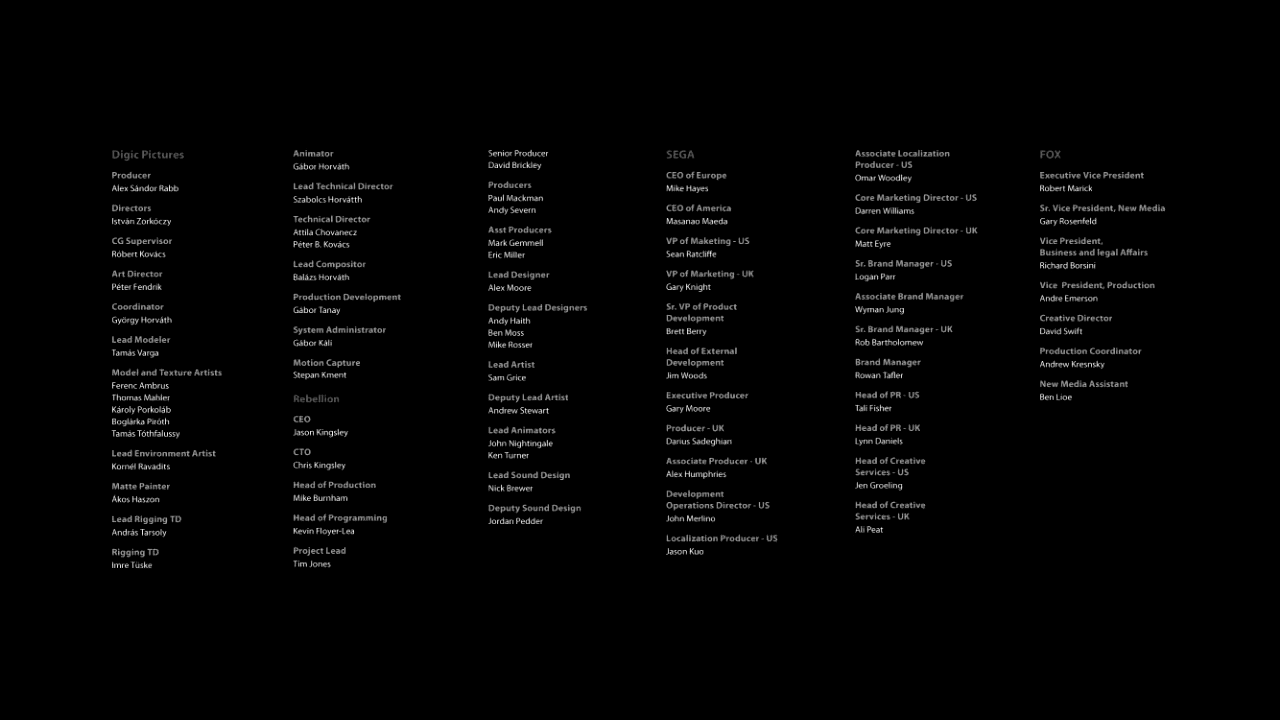 Digic Pictures
Producer
Alex Sándor Rabb
Directors
István Zorkóczy
CG Supervisor
Róbert Kovács
Art Director
Péter Fendrik
Coordinator
György Horváth
Lead Modeler
Tamás Varga
Model and Texture Artists
Ferenc Ambrus
Thomas Mahler
Károly Porkoláb
Boglárka Piróth
Tamás Tóthfalussy
Lead Environment Artist
Kornél Ravadits
Matte Painter
Ákos Haszon
Lead Rigging TD
András Tarsoly
Rigging TD
Imre Tüske
Animator
Gábor Horváth
Lead Technical Director
Szabolcs Horvátth
Technical Director
Attila Chovanecz
Péter B. Kovács
Lead Compositor
Balázs Horváth
Production Development
Gábor Tanay
System Administrator
Gábor Káli
Motion Capture
Stepan Kment
Rebellion
CEO
Jason Kingsley
CTO
Chris Kingsley
Head of Production
Mike Burnham
Head of Programming
Kevin Floyer-Lea
Project Lead
Tim Jones
Senior Producer
David Brickley
Producers
Paul Mackman
Andy Severn
Asst Producers
Mark Gemmell
Eric Miller
Lead Designer
Alex Moore
Deputy Lead Designers
Andy Haith
Ben Moss
Mike Rosser
Lead Artist
Sam Grice
Deputy Lead Artist
Andrew Stewart
Lead Animators
John Nightingale
Ken Turner
Lead Sound Design
Nick Brewer
Deputy Sound Design
Jordan Pedder
SEGA
CEO of Europe
Mike Hayes
CEO of America
Masanao Maeda
VP of Maketing - US
Sean Ratcliffe
VP of Marketing - UK
Gary Knight
Sr. VP of Product
Development
Brett Berry
Head of External
Development
Jim Woods
Executive Producer
Gary Moore
Producer - UK
Darius Sadeghian
Associate Producer - UK
Alex Humphries
Development
Operations Director - US
John Merlino
Localization Producer - US
Jason Kuo
Associate Localization
Producer - US
Omar Woodley
Core Marketing Director - US
Darren Williams
Core Marketing Director - UK
Matt Eyre
Sr. Brand Manager - US
Logan Parr
Associate Brand Manager
Wyman Jung
Sr. Brand Manager - UK
Rob Bartholomew
Brand Manager
Rowan Tafler
Head of PR - US
Tali Fisher
Head of PR - UK
Lynn Daniels
Head of Creative
Services - US
Jen Groeling
Head of Creative
Services - UK
Ali Peat
FOX
Executive Vice President
Robert Marick
Sr. Vice President, New Media
Gary Rosenfeld
Vice President,
Business and legal Affairs
Richard Borsini
Vice President, Production
Andre Emerson
Creative Director
David Swift
Production Coordinator
Andrew Kresnsky
New Media Assistant
Ben Lioe